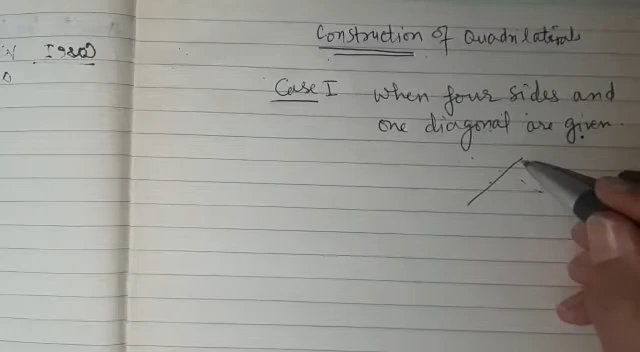 Construction of Quadrilaterals
Case I When four sides and
one diagonal are given.